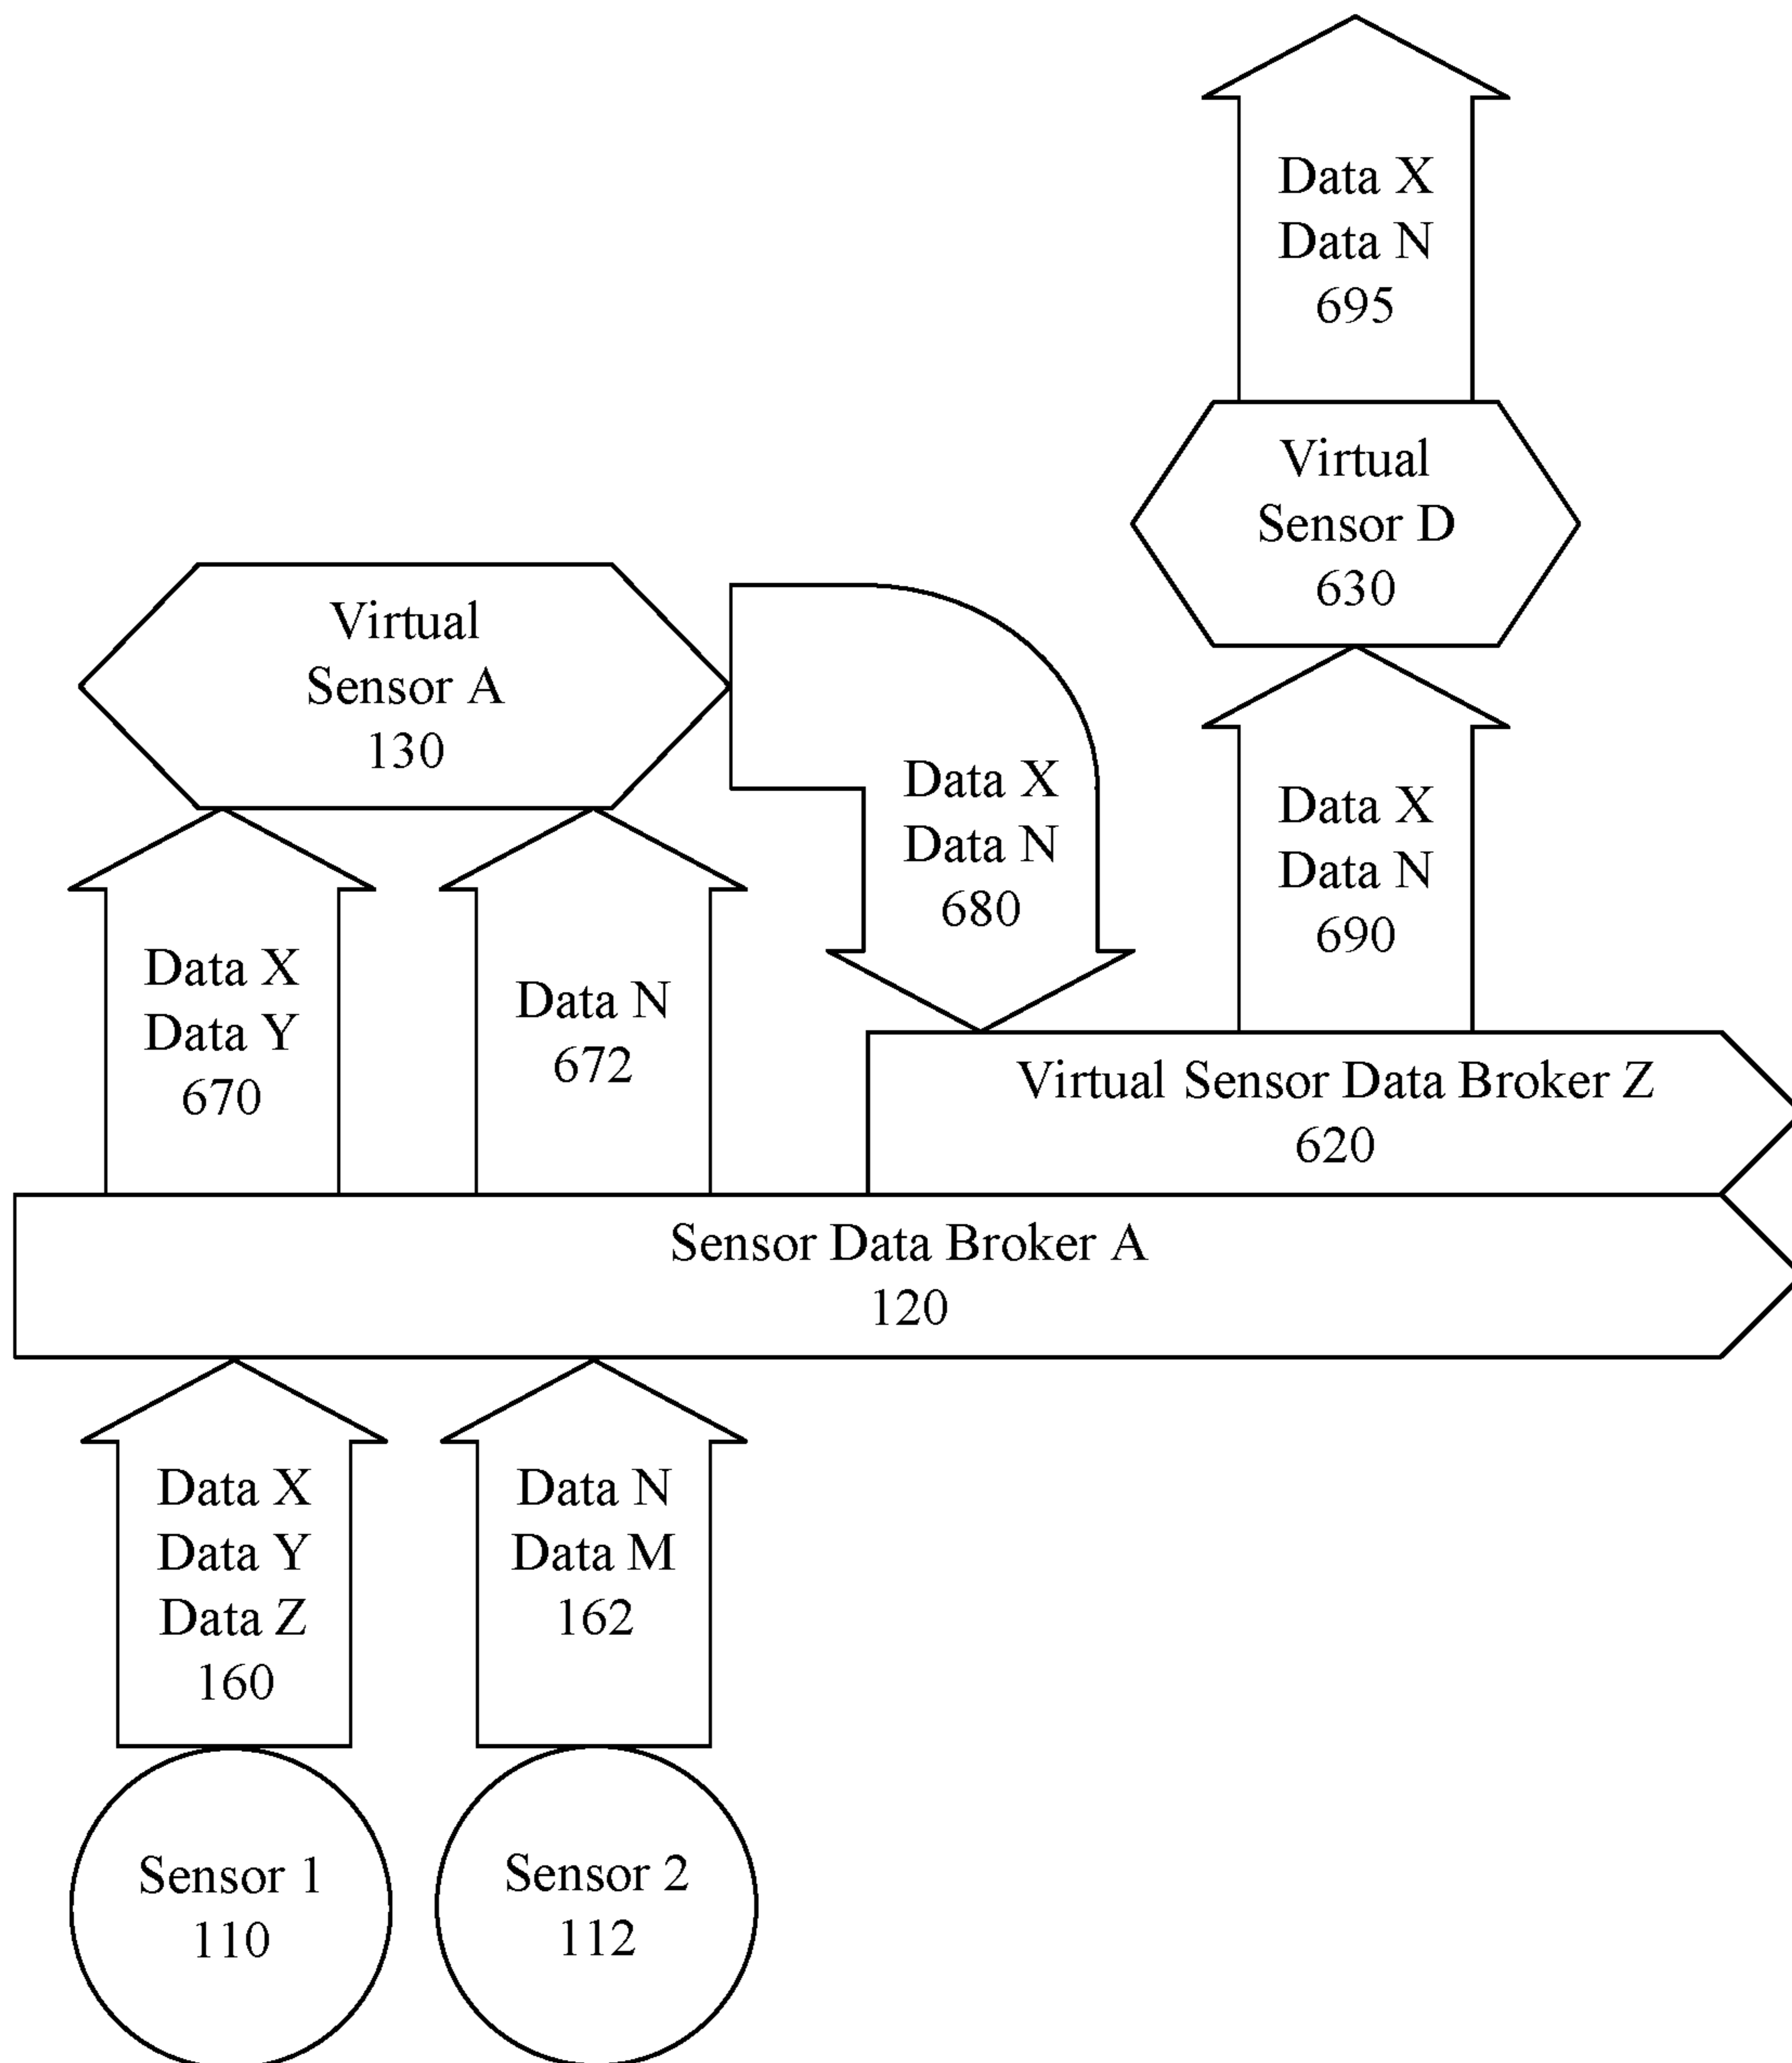 Data X
Data N
695
Virtual
Sensor D
630
Virtual
Sensor A
130
Data X
Data N
680
Data X
Data N
690
Data X
Data Y
670
Data N
672
Virtual Sensor Data Broker Z
620
Sensor Data Broker A
120
Data X
Data Y
Data Z
160
Data N
Data M
162
Sensor 1
110
Sensor 2
112